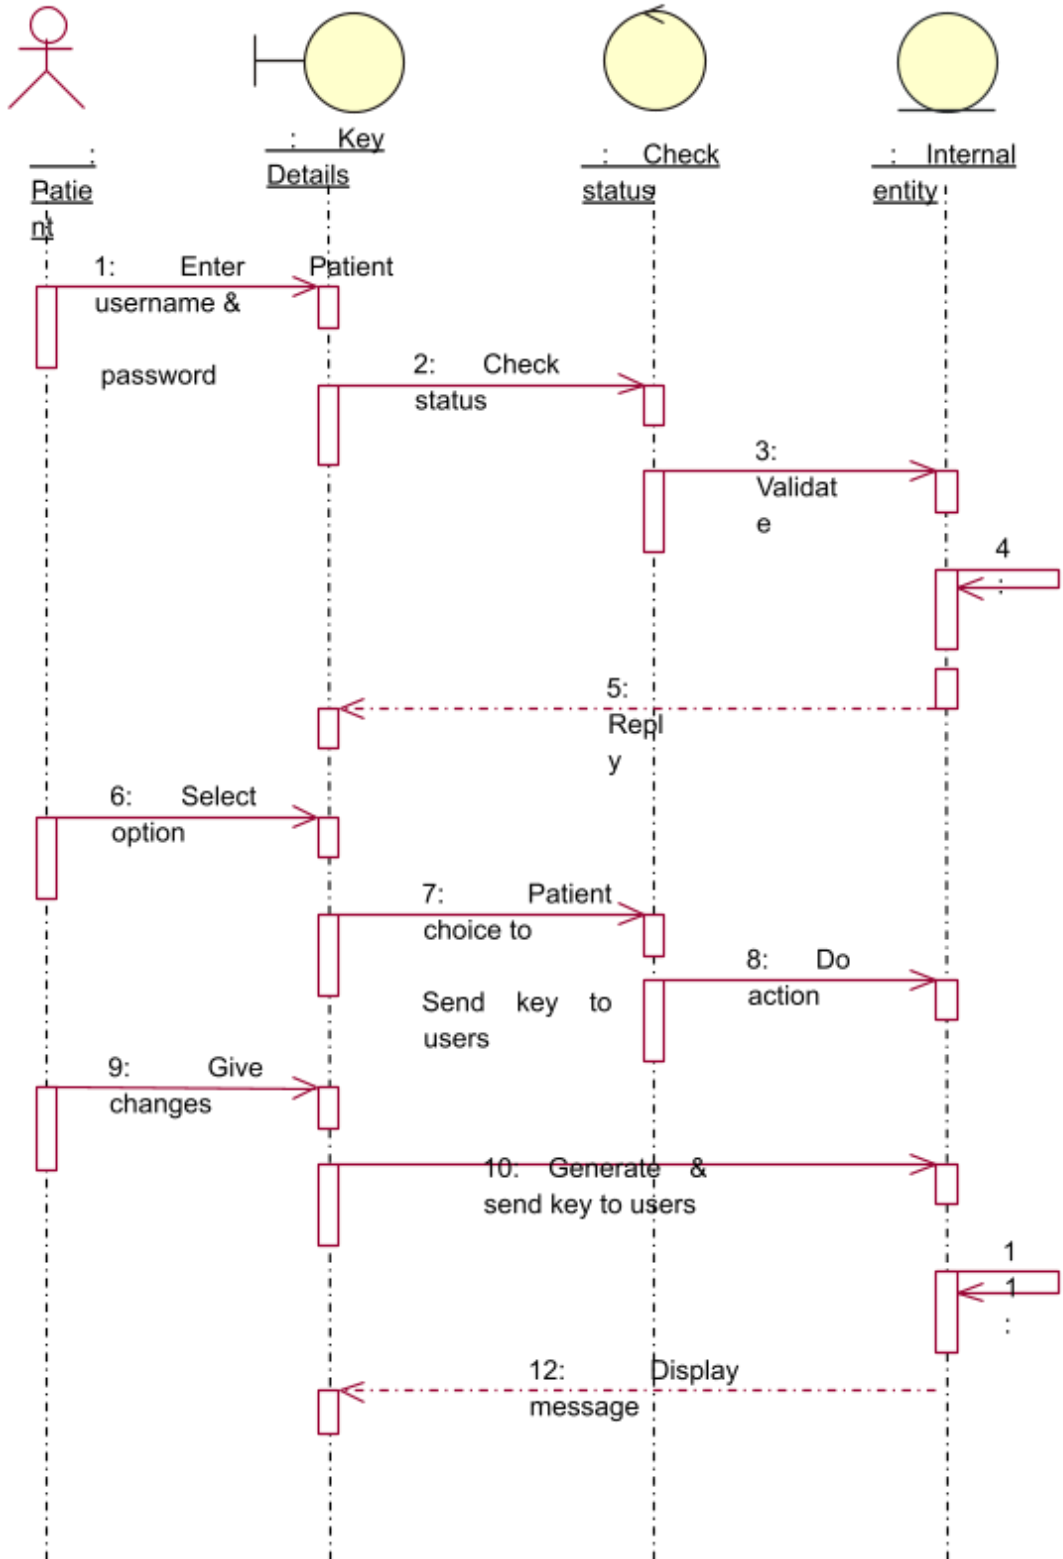 :
Patie
nt
: Key
Details
: Check
status
: Internal
entity
1: Enter Patient
username &
password
2: Check
status
3:
Validat
e
4
:
5:
Repl
y
6: Select
option
7: Patient
choice to
Send key to
users
8: Do
action
9: Give
changes
10: Generate &
send key to users
1
1
:
12: Display
message